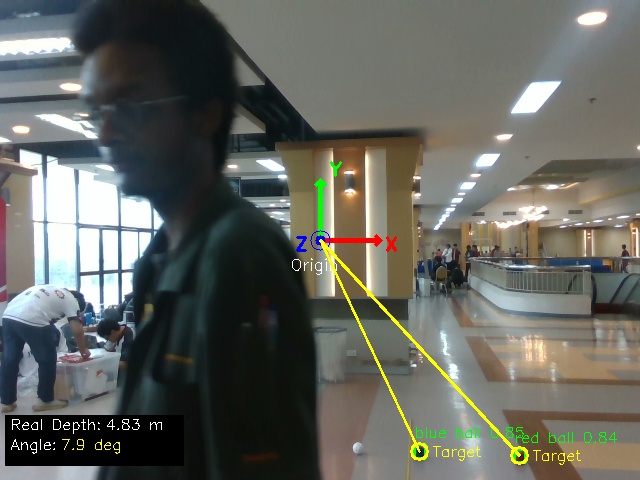 Y
Z
X
Origin
Real Depth: 4.83 m
Angle: 7.9 deg
blue ball 0.85
red ball 0.84
Target
Target